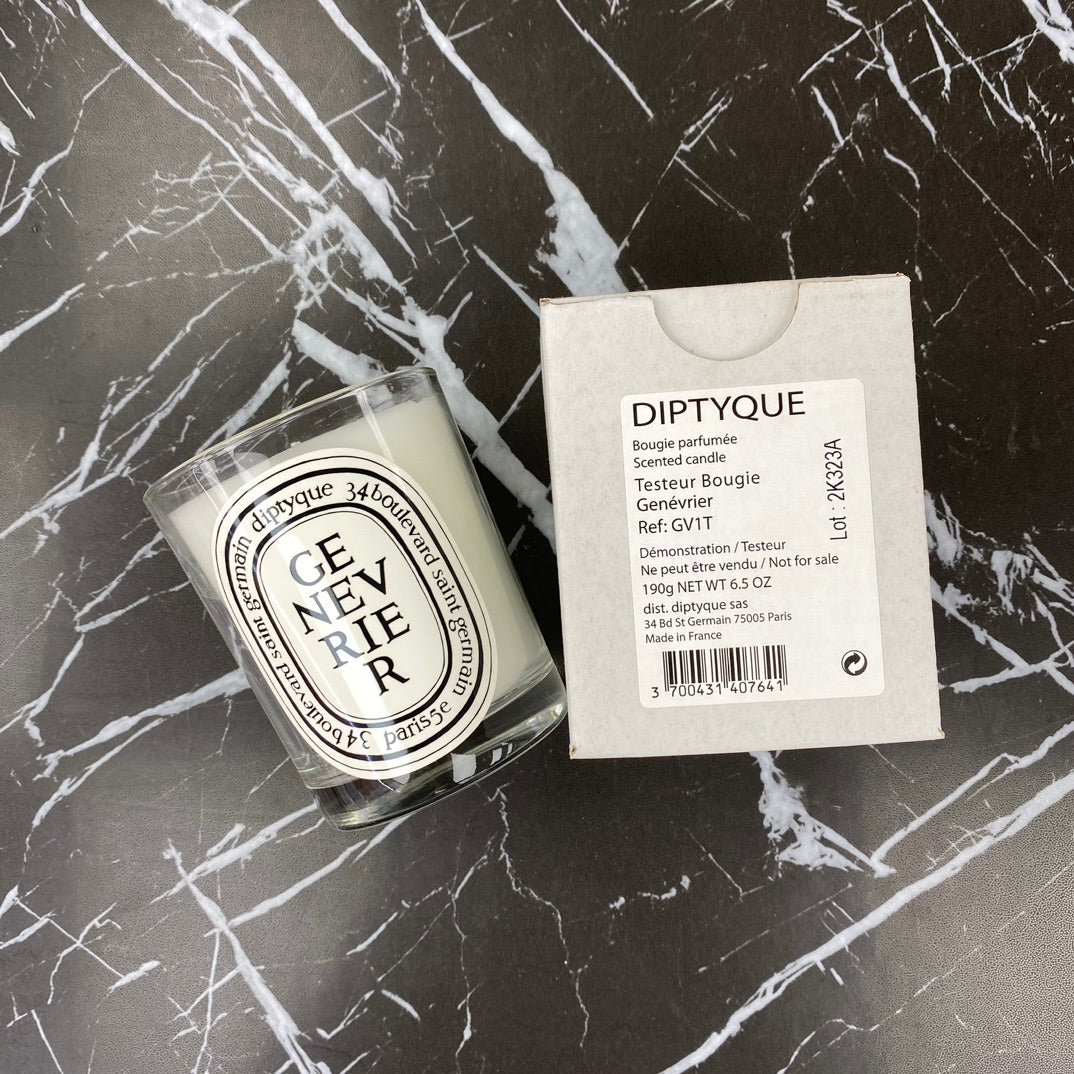 34 boulevard saint germain diptyque 34 boulevard saint germain paris 5e
GE
NEV
RIE
R
DIPTYQUE
Bougie parfumée
Scented candle
Testeur Bougie
Genévrier
Ref: GV1T
Démonstration / Testeur
Ne peut être vendu / Not for sale
190g NET WT 6.5 OZ
dist. diptyque sas
34 Bd St Germain 75005 Paris
Made in France
3 700431 407641
Lot : 2K323A